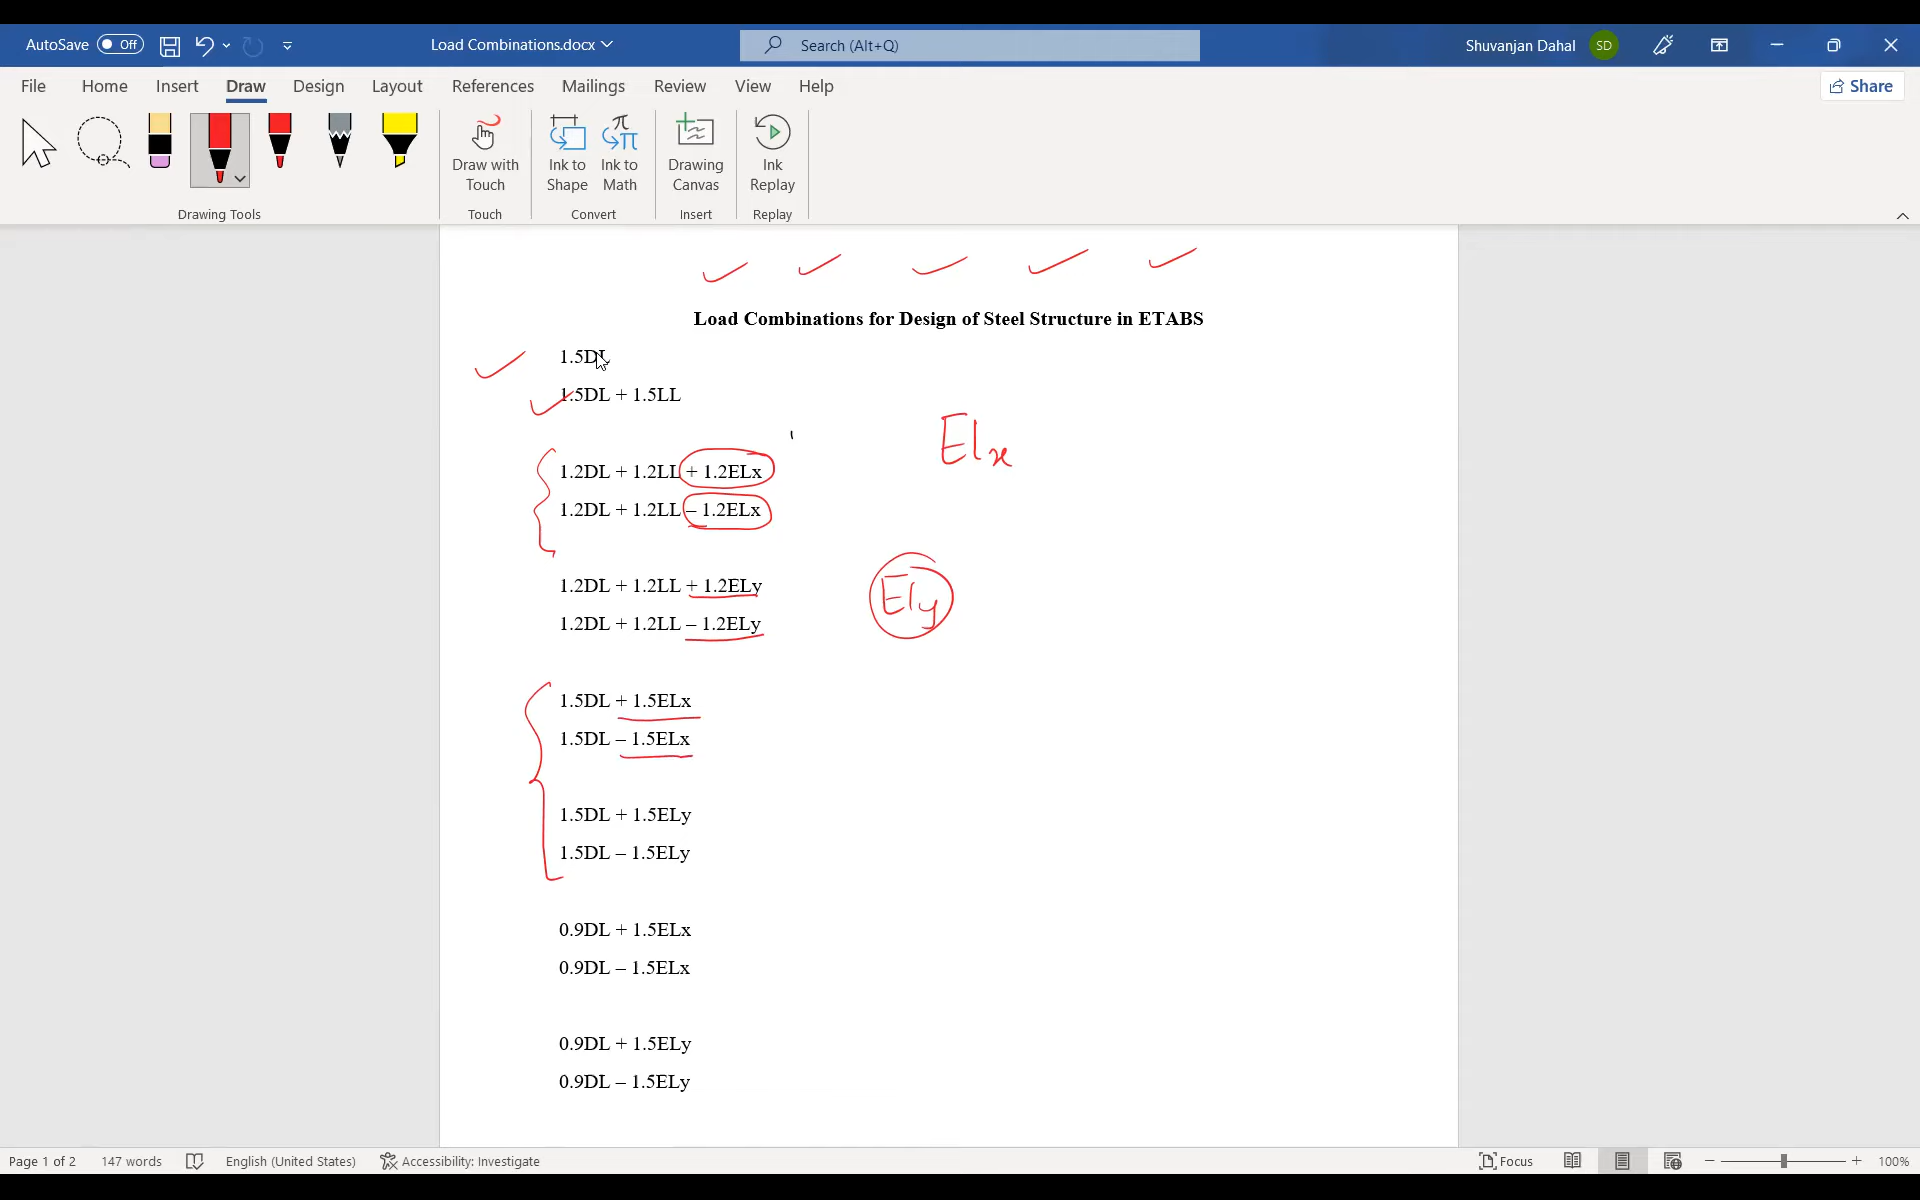 AutoSave Off Load Combinations.docx Search (Alt+Q) Shuvanjan Dahal SD
File Home Insert Draw Design Layout References Mailings Review View Help Share
Draw with Touch Ink to Shape Ink to Math Drawing Canvas Ink Replay
Drawing Tools Touch Convert Insert Replay
Load Combinations for Design of Steel Structure in ETABS
1.5DL
1.5DL + 1.5LL
ELx
1.2DL + 1.2LL + 1.2ELx
1.2DL + 1.2LL – 1.2ELx
1.2DL + 1.2LL + 1.2ELy
ELy
1.2DL + 1.2LL – 1.2ELy
1.5DL + 1.5ELx
1.5DL – 1.5ELx
1.5DL + 1.5ELy
1.5DL – 1.5ELy
0.9DL + 1.5ELx
0.9DL – 1.5ELx
0.9DL + 1.5ELy
0.9DL – 1.5ELy
Page 1 of 2 147 words English (United States) Accessibility: Investigate Focus 100%